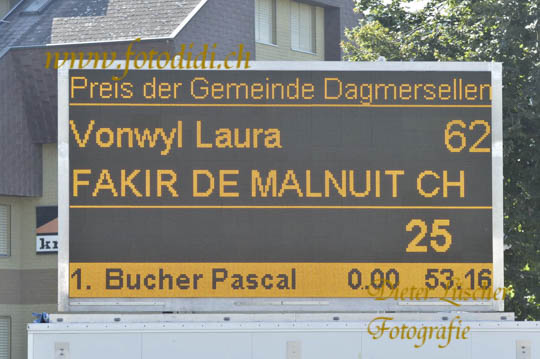 www.fotodidi.ch
Preis der Gemeinde Dagmersellen
Vonwyl Laura 62
FAKIR DE MALNUIT CH
25
1. Bucher Pascal 0.00 53.16
Dieter Lüscher
Fotografie